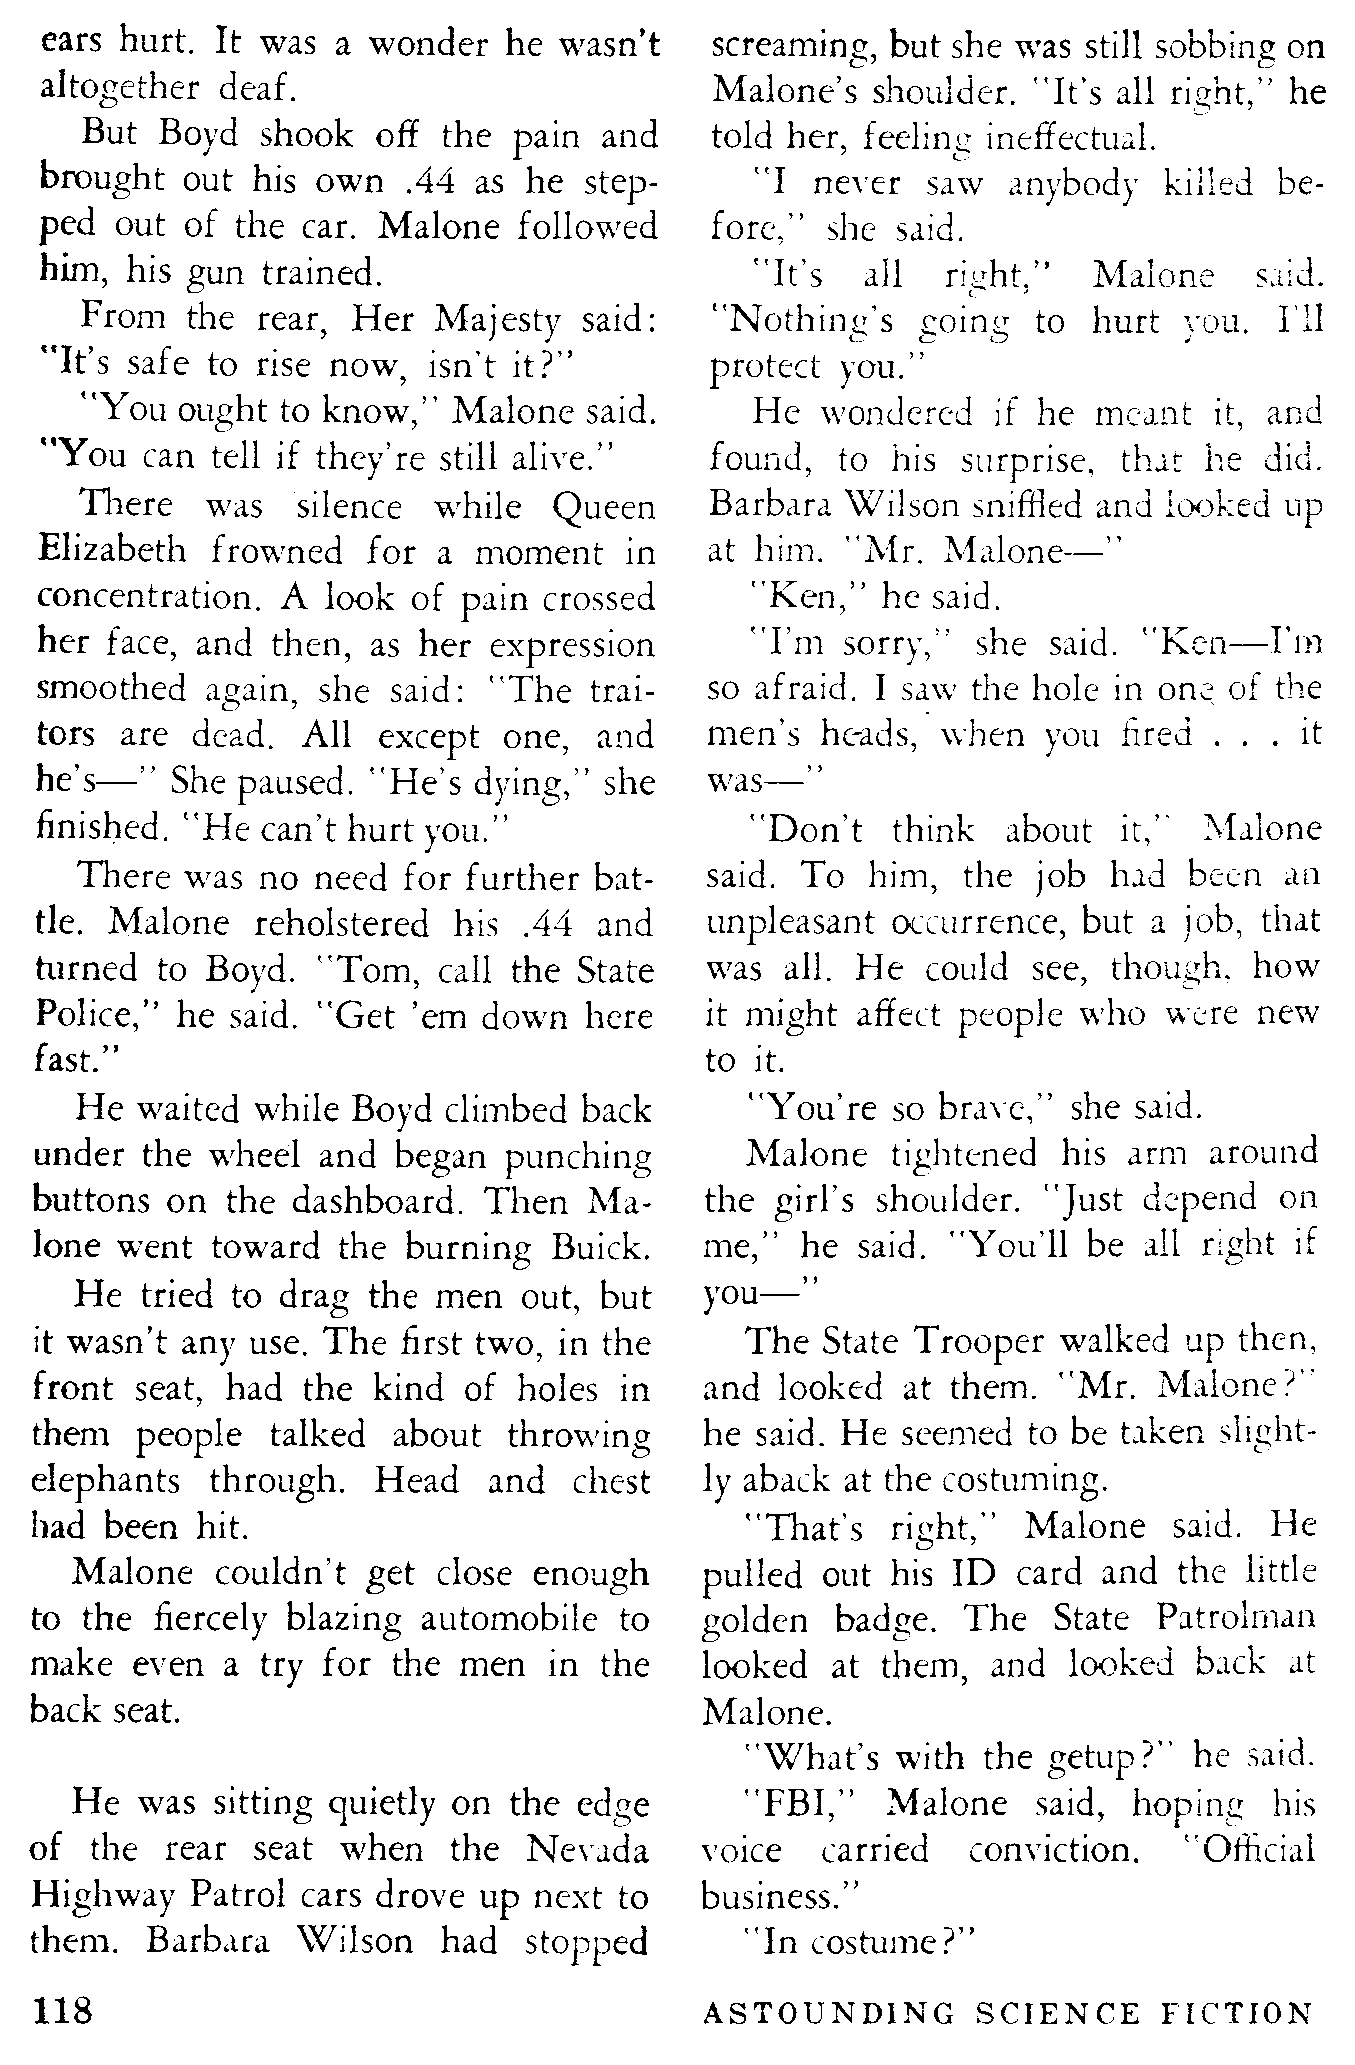 ears hurt. It was a wonder he wasn't
altogether deaf.
But Boyd shook off the pain and
brought out his own .44 as he step-
ped out of the car. Malone followed
him, his gun trained.
From the rear, Her Majesty said:
"It's safe to rise now, isn't it?"
"You ought to know," Malone said.
"You can tell if they're still alive."
There was silence while Queen
Elizabeth frowned for a moment in
concentration. A look of pain crossed
her face, and then, as her expression
smoothed again, she said: "The trai-
tors are dead. All except one, and
he's—" She paused. "He's dying," she
finished. "He can't hurt you."
There was no need for further bat-
tle. Malone reholstered his .44 and
turned to Boyd. "Tom, call the State
Police," he said. "Get 'em down here
fast."
He waited while Boyd climbed back
under the wheel and began punching
buttons on the dashboard. Then Ma-
lone went toward the burning Buick.
He tried to drag the men out, but
it wasn't any use. The first two, in the
front seat, had the kind of holes in
them people talked about throwing
elephants through. Head and chest
had been hit.
Malone couldn't get close enough
to the fiercely blazing automobile to
make even a try for the men in the
back seat.
He was sitting quietly on the edge
of the rear seat when the Nevada
Highway Patrol cars drove up next to
them. Barbara Wilson had stopped
screaming, but she was still sobbing on
Malone's shoulder. "It's all right," he
told her, feeling ineffectual.
"I never saw anybody killed be-
fore," she said.
"It's all right," Malone said.
"Nothing's going to hurt you. I'll
protect you."
He wondered if he meant it, and
found, to his surprise, that he did.
Barbara Wilson sniffled and looked up
at him. "Mr. Malone—"
"Ken," he said.
"I'm sorry," she said. "Ken—I'm
so afraid. I saw the hole in one of the
men's heads, when you fired . . . it
was—"
"Don't think about it," Malone
said. To him, the job had been an
unpleasant occurrence, but a job, that
was all. He could see, though, how
it might affect people who were new
to it.
"You're so brave," she said.
Malone tightened his arm around
the girl's shoulder. "Just depend on
me," he said. "You'll be all right if
you—"
The State Trooper walked up then,
and looked at them. "Mr. Malone?"
he said. He seemed to be taken slight-
ly aback at the costuming.
"That's right," Malone said. He
pulled out his ID card and the little
golden badge. The State Patrolman
looked at them, and looked back at
Malone.
"What's with the getup?" he said.
"FBI," Malone said, hoping his
voice carried conviction. "Official
business."
"In costume?"
118
ASTOUNDING SCIENCE FICTION